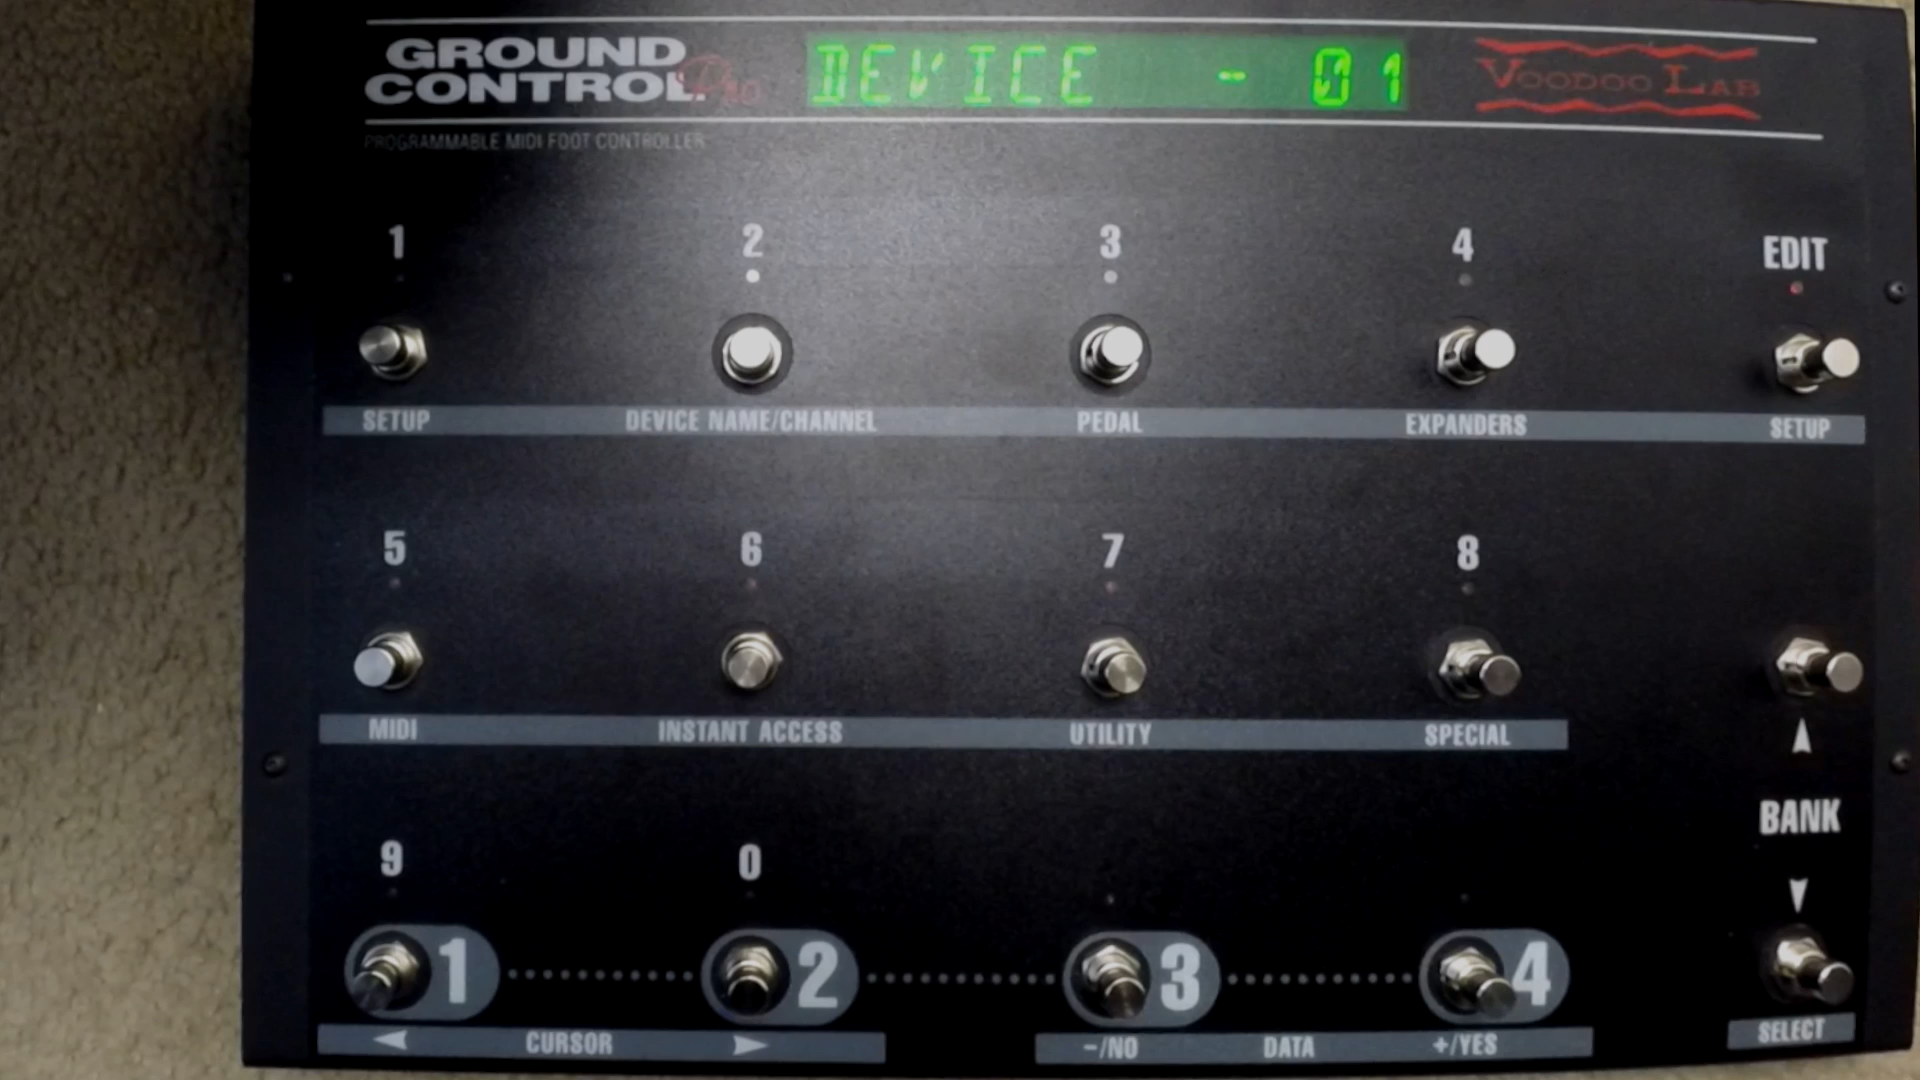 GROUND
CONTROL Pro
DEVICE - 01
VOODOO LAB
PROGRAMMABLE MIDI FOOT CONTROLLER
1 2 3 4 EDIT
SETUP DEVICE NAME/CHANNEL PEDAL EXPANDERS SETUP
5 6 7 8
MIDI INSTANT ACCESS UTILITY SPECIAL
BANK
9 0
1 2 3 4
CURSOR -/NO DATA +/YES SELECT